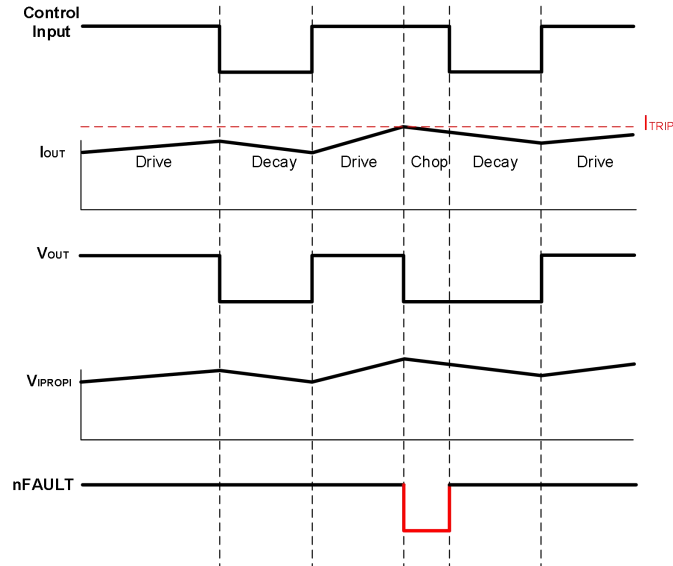 Control
Input
ITRIP
IOUT
Drive
Decay
Drive
Chop
Decay
Drive
VOUT
VIPROPI
nFAULT